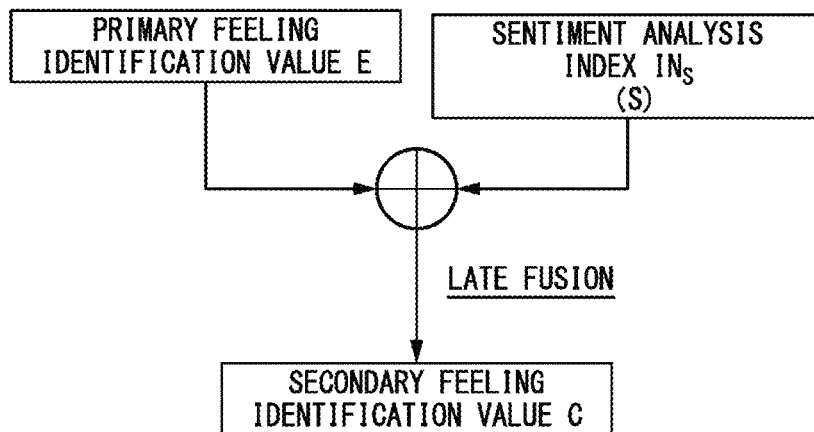 PRIMARY FEELING
IDENTIFICATION VALUE E
SENTIMENT ANALYSIS
INDEX INS
(S)
LATE FUSION
SECONDARY FEELING
IDENTIFICATION VALUE C